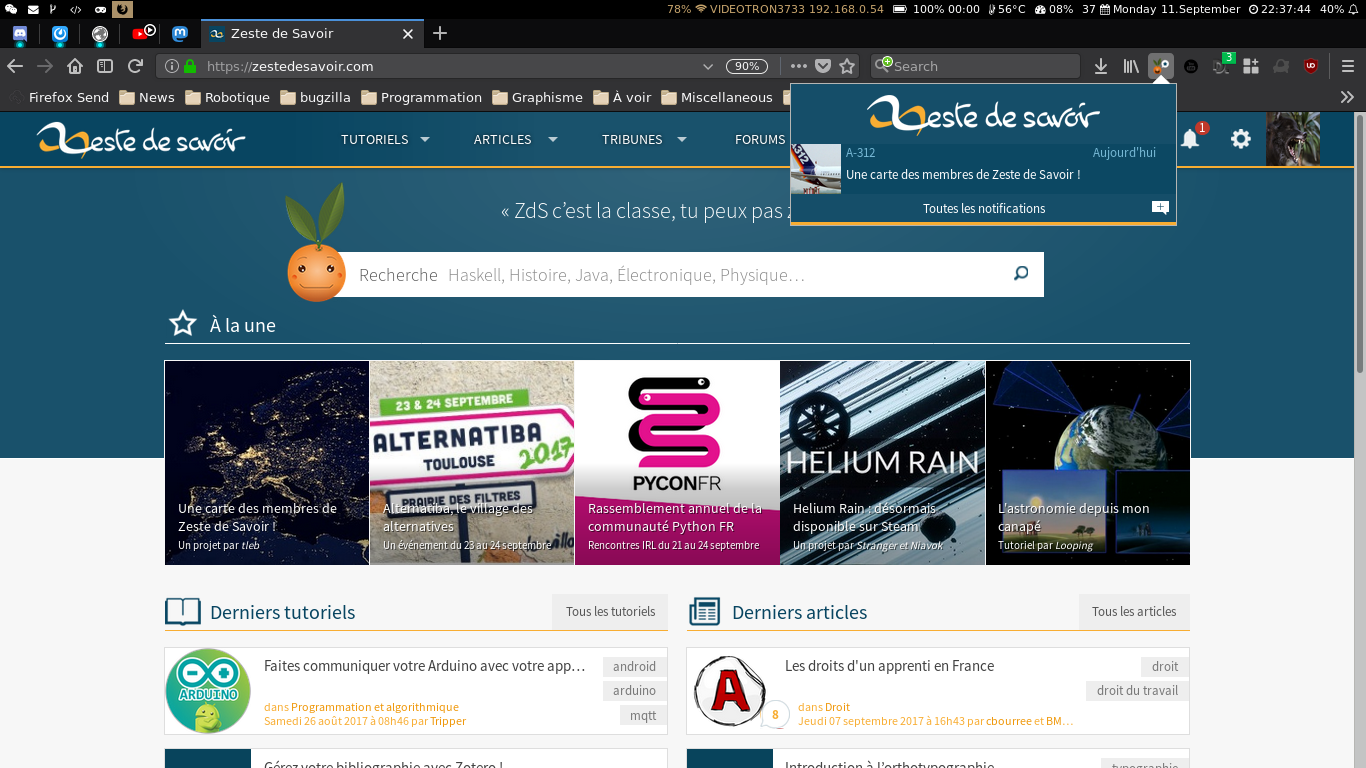 78% VIDEOTRON3733 192.168.0.54 100% 00:00 56°C 08% 37 Monday 11.September 22:37:44 40%
Zeste de Savoir
https://zestedesavoir.com 90% Search 3
Firefox Send News Robotique bugzilla Programmation Graphisme À voir Miscellaneous
Zeste de savoir
TUTORIELS ARTICLES TRIBUNES FORUMS 1
Zeste de savoir
A-312 Aujourd'hui
Une carte des membres de Zeste de Savoir !
Toutes les notifications
« ZdS c’est la classe, tu peux pas
Recherche Haskell, Histoire, Java, Électronique, Physique…
À la une
23 & 24 SEPTEMBRE
ALTERNATIBA
TOULOUSE 2017
PRAIRIE DES FILTRES
PYCONFR
HELIUM RAIN
Une carte des membres de
Zeste de Savoir !
Un projet par tleb
Alternatiba, le village des
alternatives
Un événement du 23 au 24 septembre
Rassemblement annuel de la
communauté Python FR
Rencontres IRL du 21 au 24 septembre
Helium Rain : désormais
disponible sur Steam
Un projet par Stranger et Niavok
L'astronomie depuis mon
canapé
Tutoriel par Looping
Derniers tutoriels Tous les tutoriels
Faites communiquer votre Arduino avec votre app…
android
arduino
mqtt
ARDUINO
dans Programmation et algorithmique
Samedi 26 août 2017 à 08h46 par Tripper
Gérez votre bibliographie avec Zotero !
Derniers articles Tous les articles
Les droits d'un apprenti en France
droit
droit du travail
A
8
dans Droit
Jeudi 07 septembre 2017 à 16h43 par cbourree et BM…
Introduction à l'orthotypographie
typographie